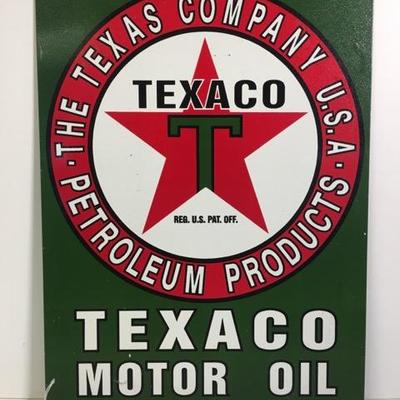 · THE TEXAS COMPANY U.S.A ·
TEXACO
T
REG. U.S. PAT. OFF.
PETROLEUM PRODUCTS
TEXACO
MOTOR OIL